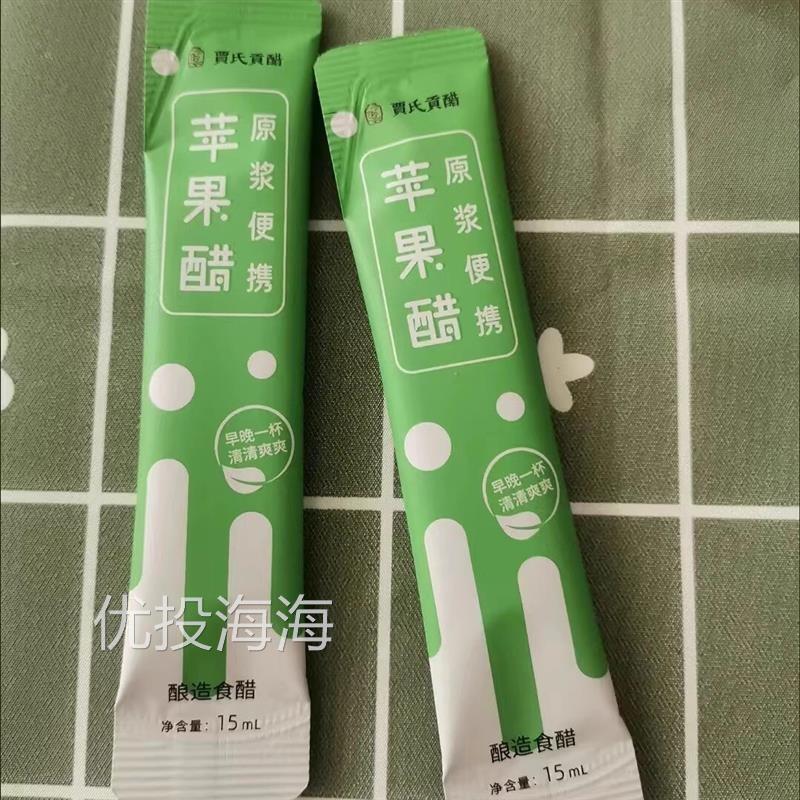 賈氏貢醋
原浆便携
苹果醋
早晚一杯
清清爽爽
酿造食醋
净含量：15mL
賈氏貢醋
原浆便携
苹果醋
早晚一杯
清清爽爽
酿造食醋
净含量：15mL
优投海海